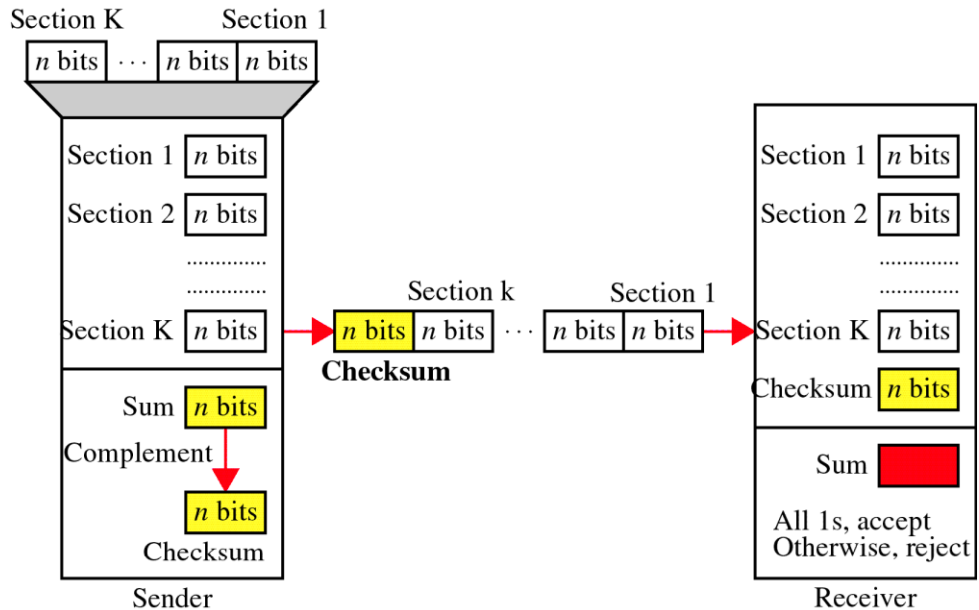 Section K Section 1
n bits ... n bits n bits
Section 1 n bits
Section 2 n bits
..............
..............
Section K n bits
Sum n bits
Complement
n bits
Checksum
Sender
Section k Section 1
n bits n bits ... n bits n bits
Checksum
Section 1 n bits
Section 2 n bits
..............
..............
Section K n bits
Checksum n bits
Sum
All 1s, accept
Otherwise, reject
Receiver